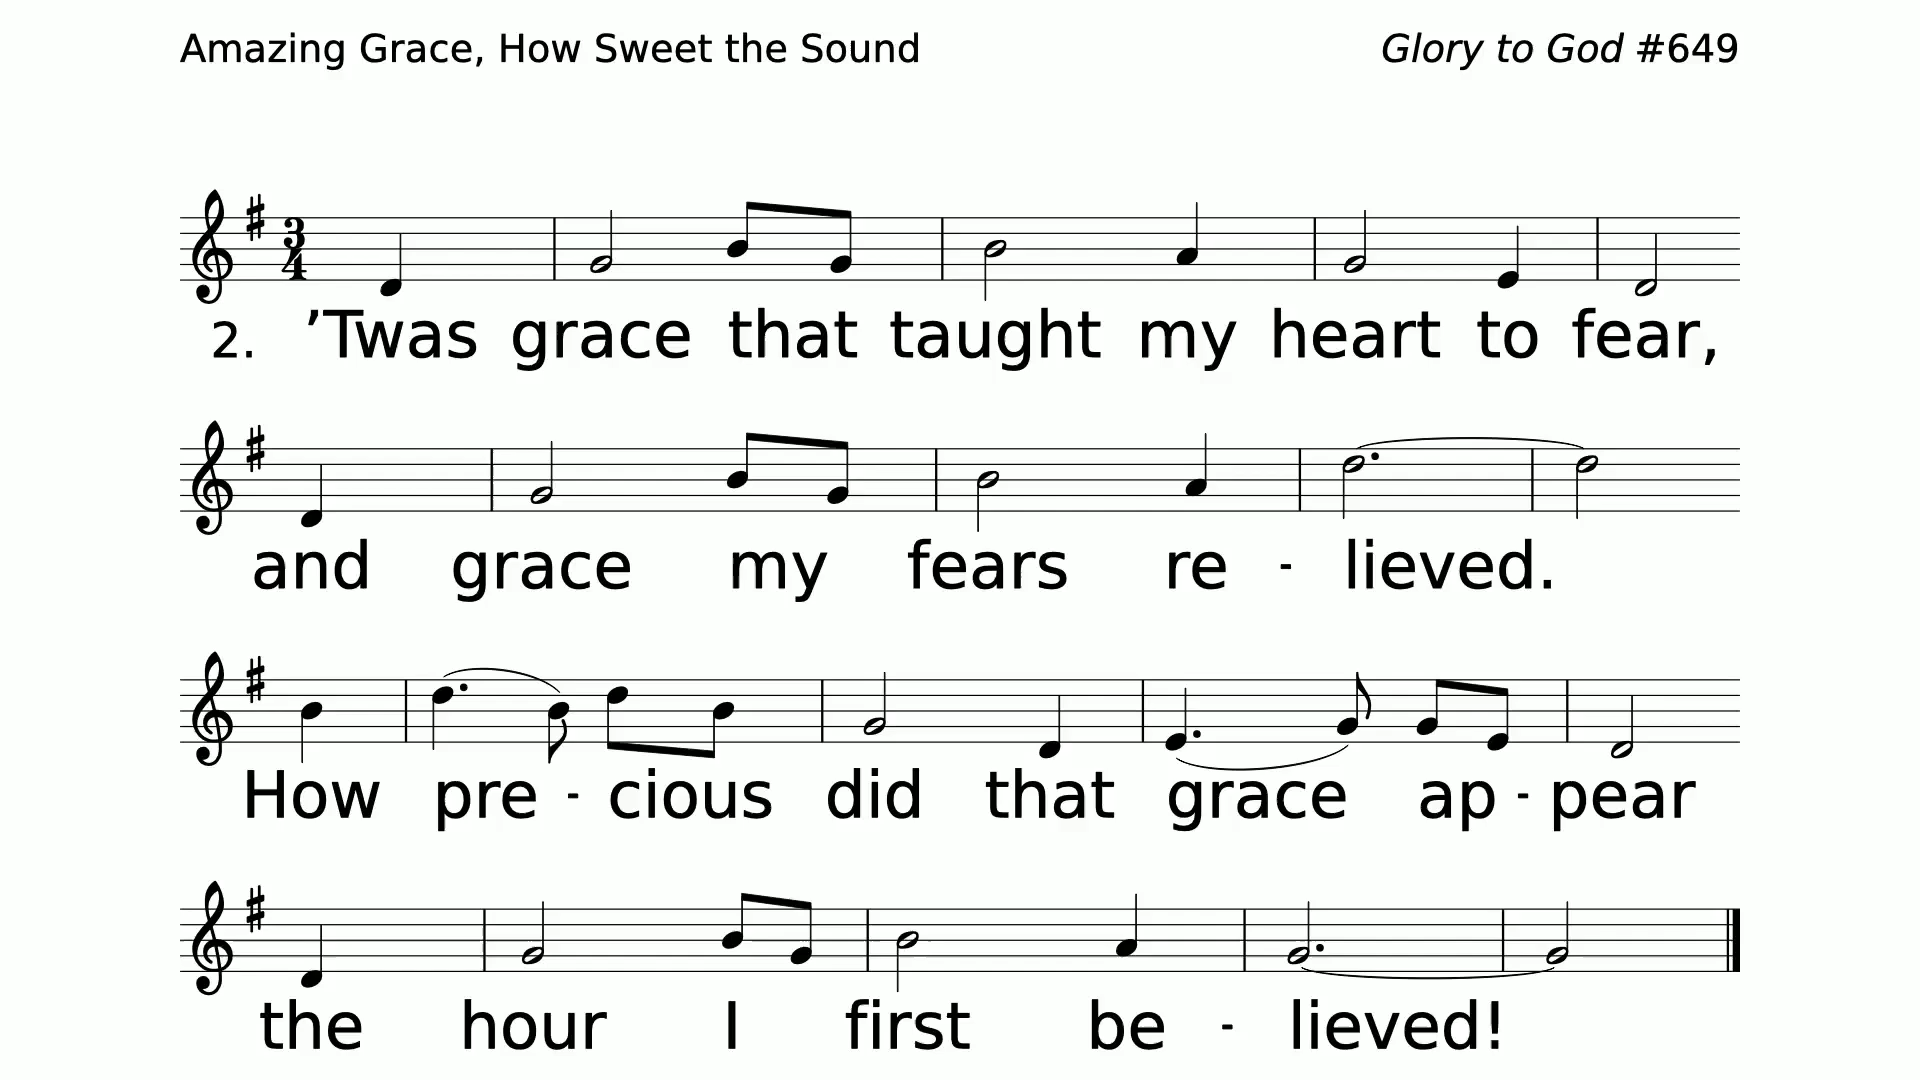 Amazing Grace, How Sweet the Sound Glory to God #649
3
4
2. ’Twas grace that taught my heart to fear,
and grace my fears re - lieved.
How pre - cious did that grace ap - pear
the hour I first be - lieved!